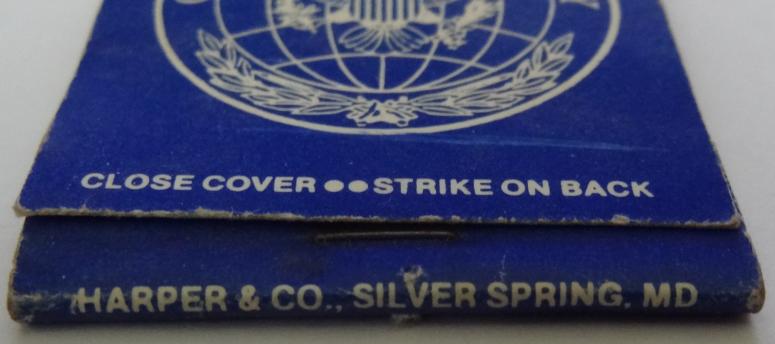 CLOSE COVER ●● STRIKE ON BACK
HARPER & CO., SILVER SPRING, MD